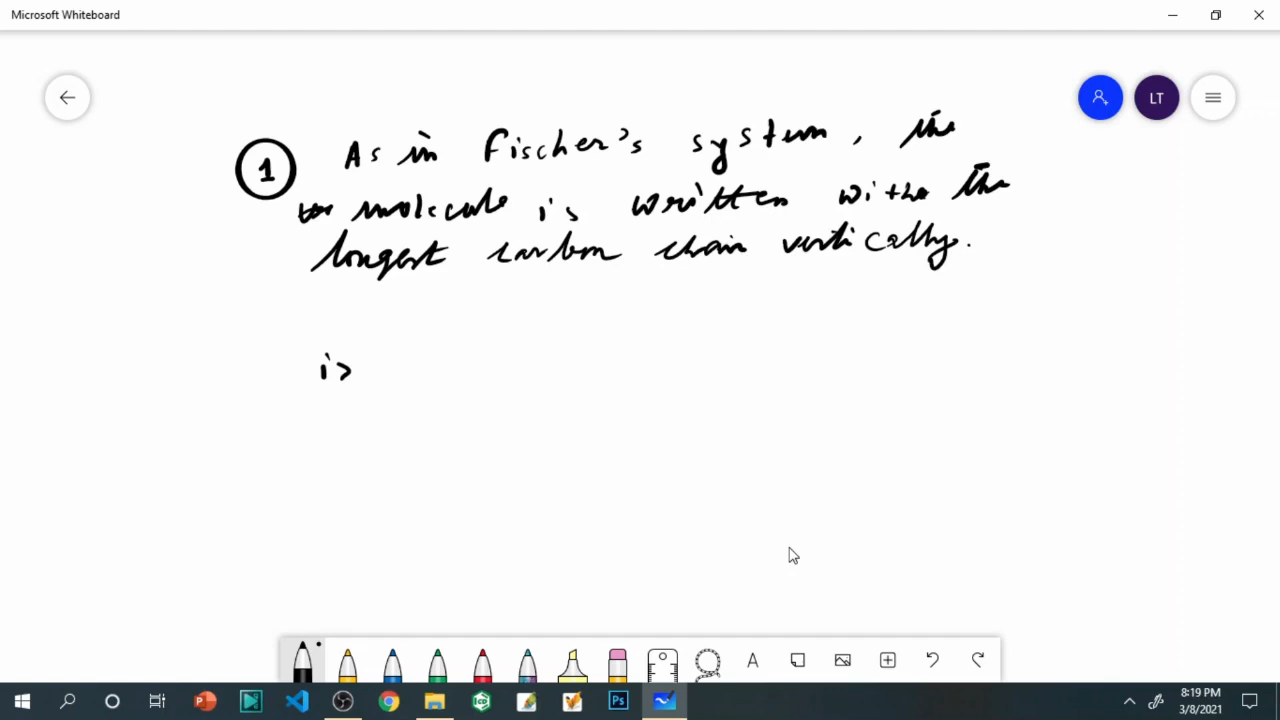 Microsoft Whiteboard
LT
1 As in Fischer's system, the
molecule is written with the
longest carbon chain vertically.
i>
A
Ps
8:19 PM
3/8/2021